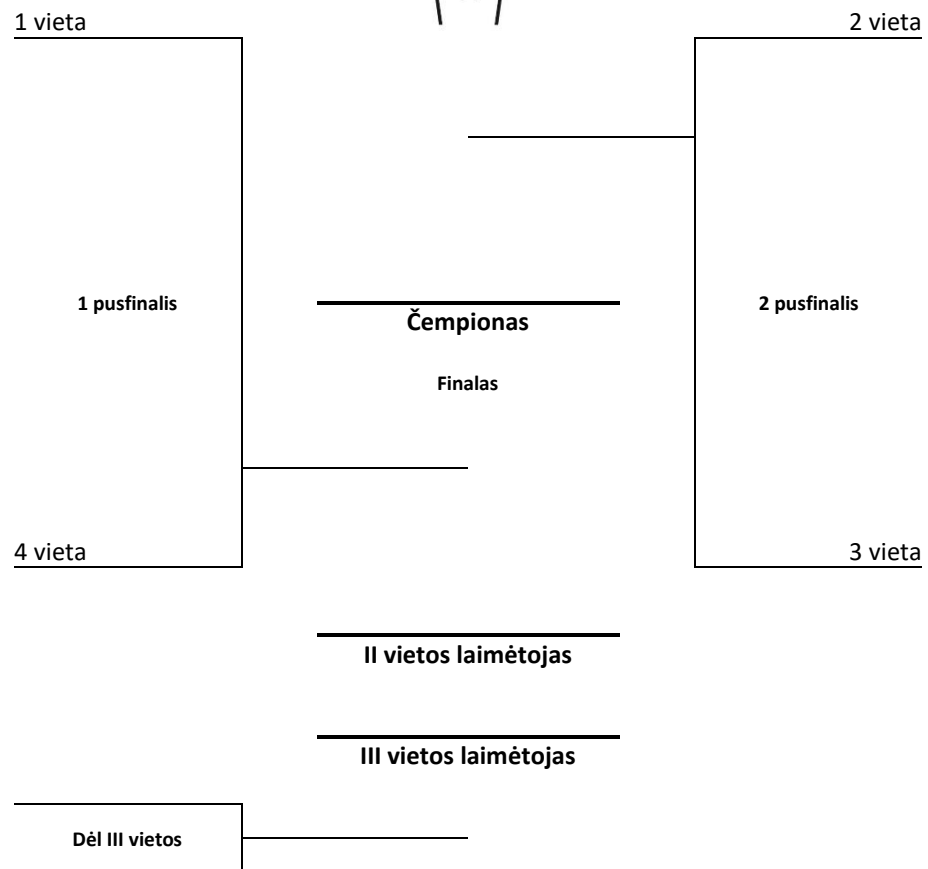 1 vieta
2 vieta
1 pusfinalis
2 pusfinalis
Čempionas
Finalas
4 vieta
3 vieta
II vietos laimėtojas
III vietos laimėtojas
Dėl III vietos